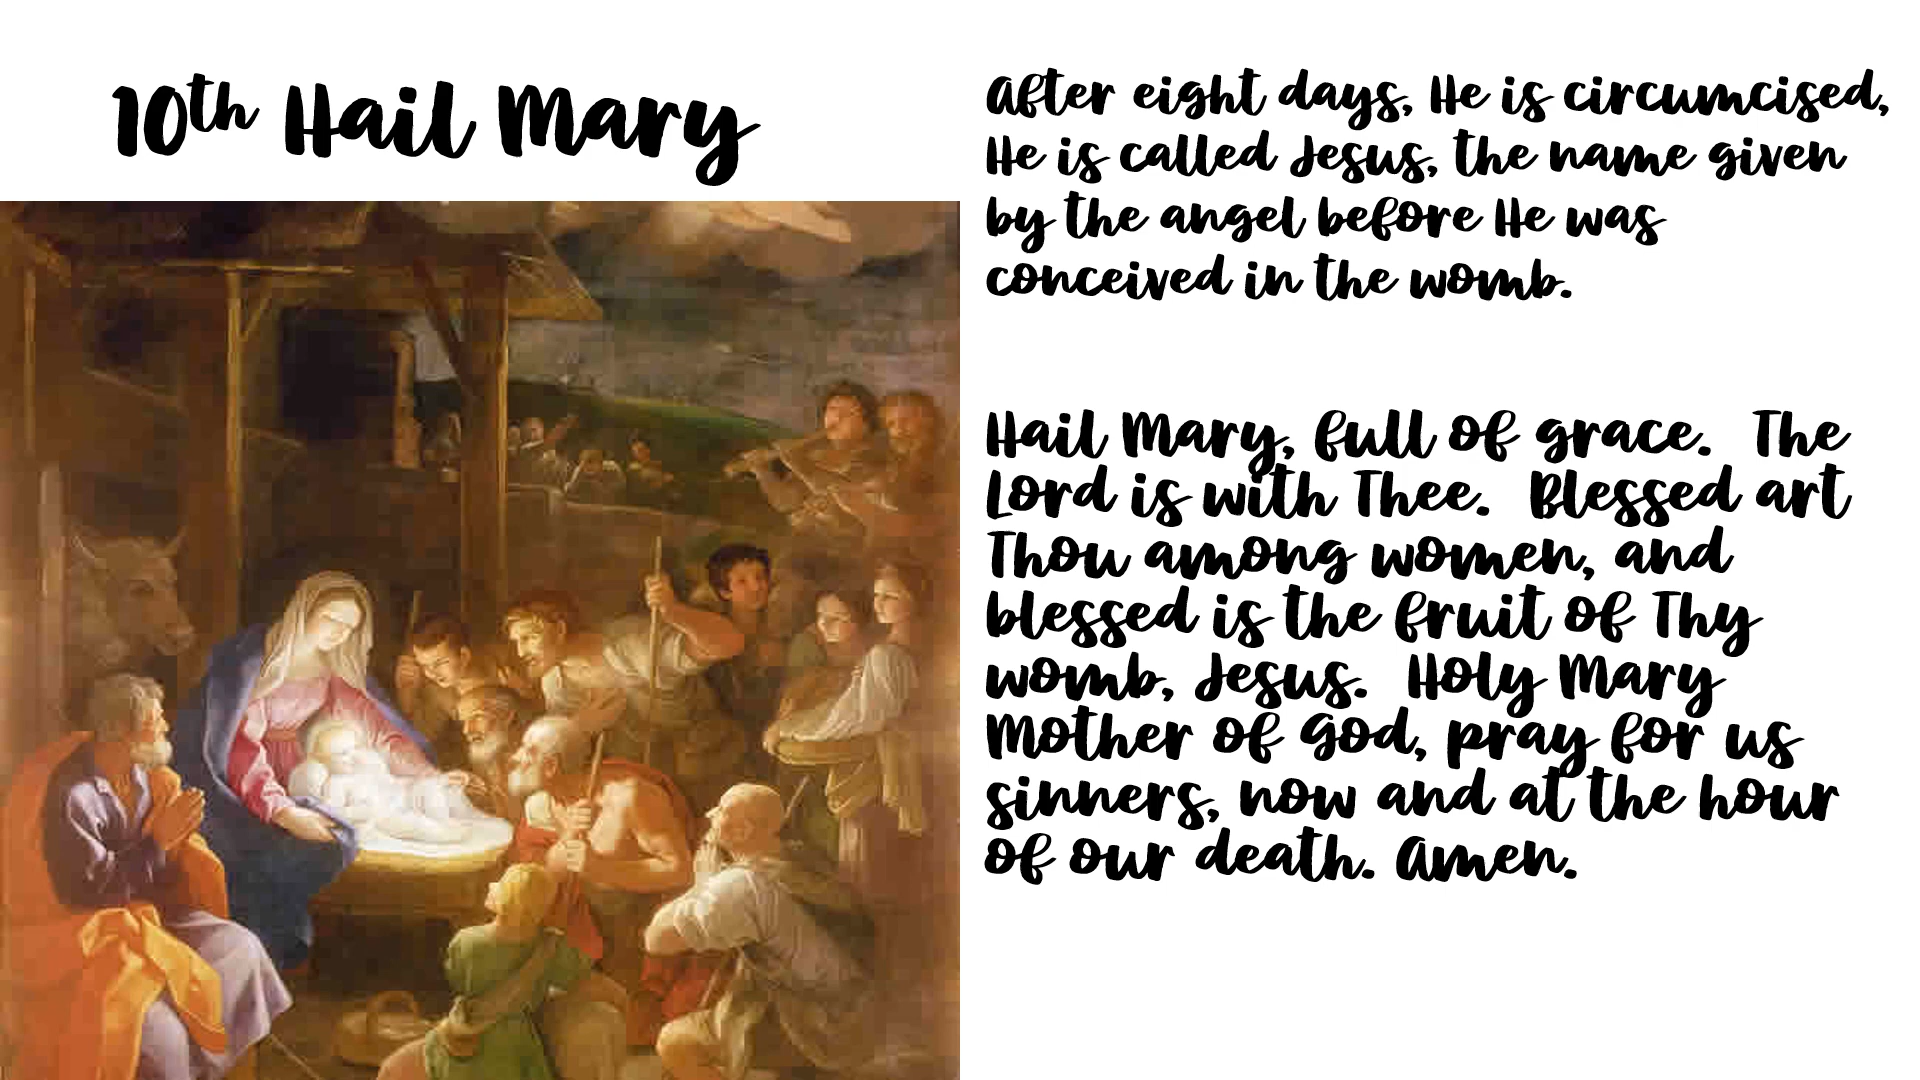 10th Hail Mary
After eight days, He is circumcised,
He is called Jesus, the name given
by the angel before He was
conceived in the womb.
Hail Mary, full of grace.  The
Lord is with Thee.  Blessed art
Thou among women, and
blessed is the fruit of Thy
womb, Jesus.  Holy Mary
Mother of God, pray for us
sinners, now and at the hour
of our death. Amen.